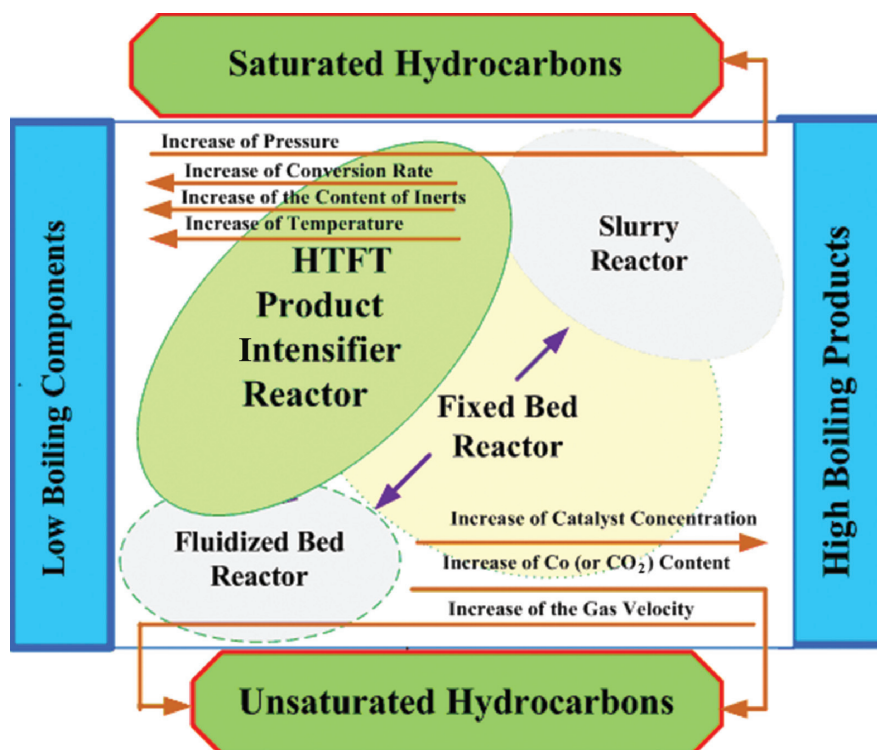 Saturated Hydrocarbons
Low Boiling Components
Increase of Pressure
Increase of Conversion Rate
Increase of the Content of Inerts
Increase of Temperature
HTFT
Product
Intensifier
Reactor
Slurry
Reactor
Fixed Bed
Reactor
Fluidized Bed
Reactor
Increase of Catalyst Concentration
Increase of Co (or CO₂) Content
Increase of the Gas Velocity
High Boiling Products
Unsaturated Hydrocarbons